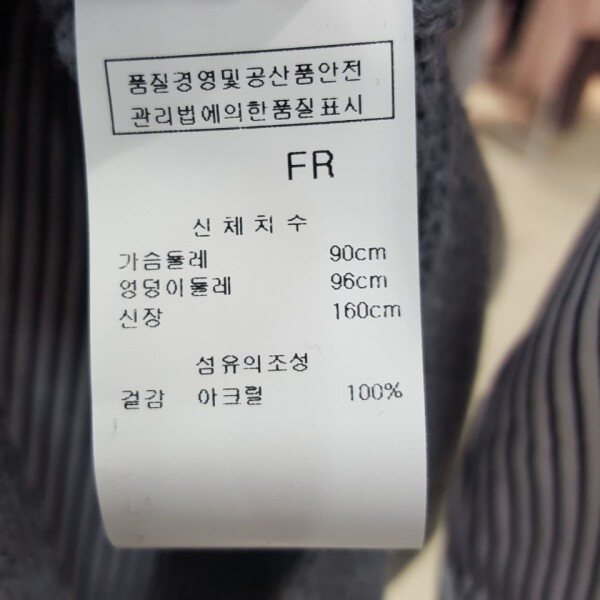 품질경영및공산품안전
관리법에의한품질표시
FR
신체치수
가슴둘레 90cm
엉덩이둘레 96cm
신장 160cm
섬유의조성
겉감 아크릴 100%